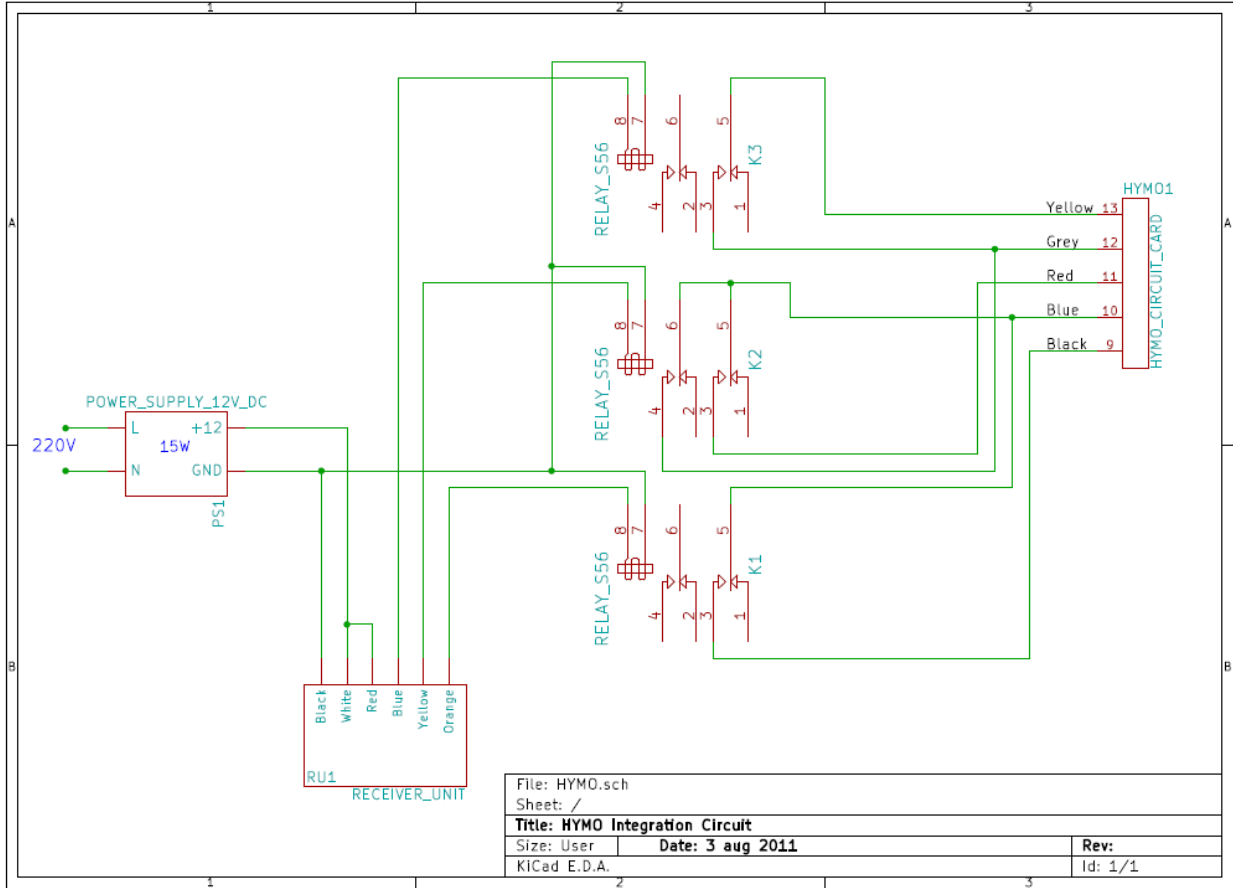 1 2 3
A A
B B
1 2 3
8 7 6 5
RELAY_S56
K3
4 2 3 1
HYMO1
Yellow 13
Grey 12
Red 11
Blue 10
Black 9
HYMO_CIRCUIT_CARD
8 7 6 5
RELAY_S56
K2
4 2 3 1
POWER_SUPPLY_12V_DC
220V
L +12
15W
N GND
PS1
8 7 6 5
RELAY_S56
K1
4 2 3 1
Black White Red Blue Yellow Orange
RU1
RECEIVER_UNIT
File: HYMO.sch
Sheet: /
Title: HYMO Integration Circuit
Size: User Date: 3 aug 2011 Rev:
KiCad E.D.A. Id: 1/1